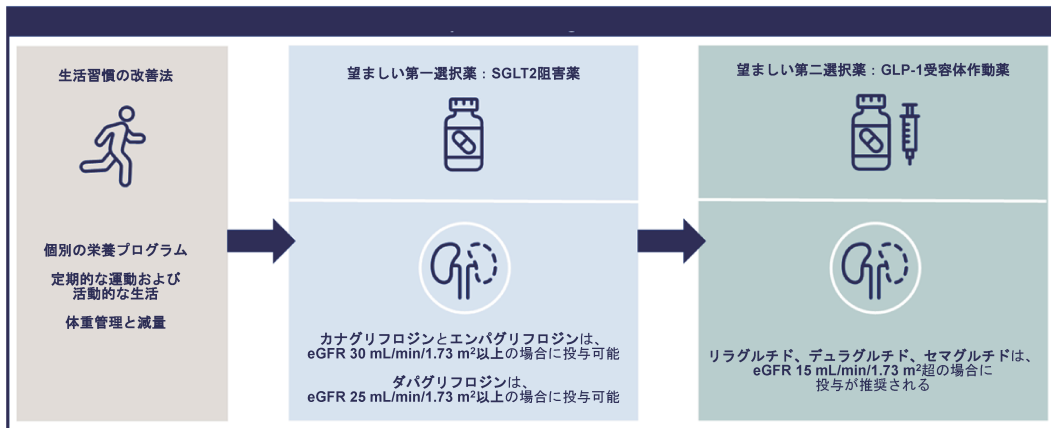 生活習慣の改善法
個別の栄養プログラム
定期的な運動および
活動的な生活
体重管理と減量
望ましい第一選択薬：SGLT2阻害薬
カナグリフロジンとエンパグリフロジンは、
eGFR 30 mL/min/1.73 m²以上の場合に投与可能
ダパグリフロジンは、
eGFR 25 mL/min/1.73 m²以上の場合に投与可能
望ましい第二選択薬：GLP-1受容体作動薬
リラグルチド、デュラグルチド、セマグルチドは、
eGFR 15 mL/min/1.73 m²超の場合に
投与が推奨される